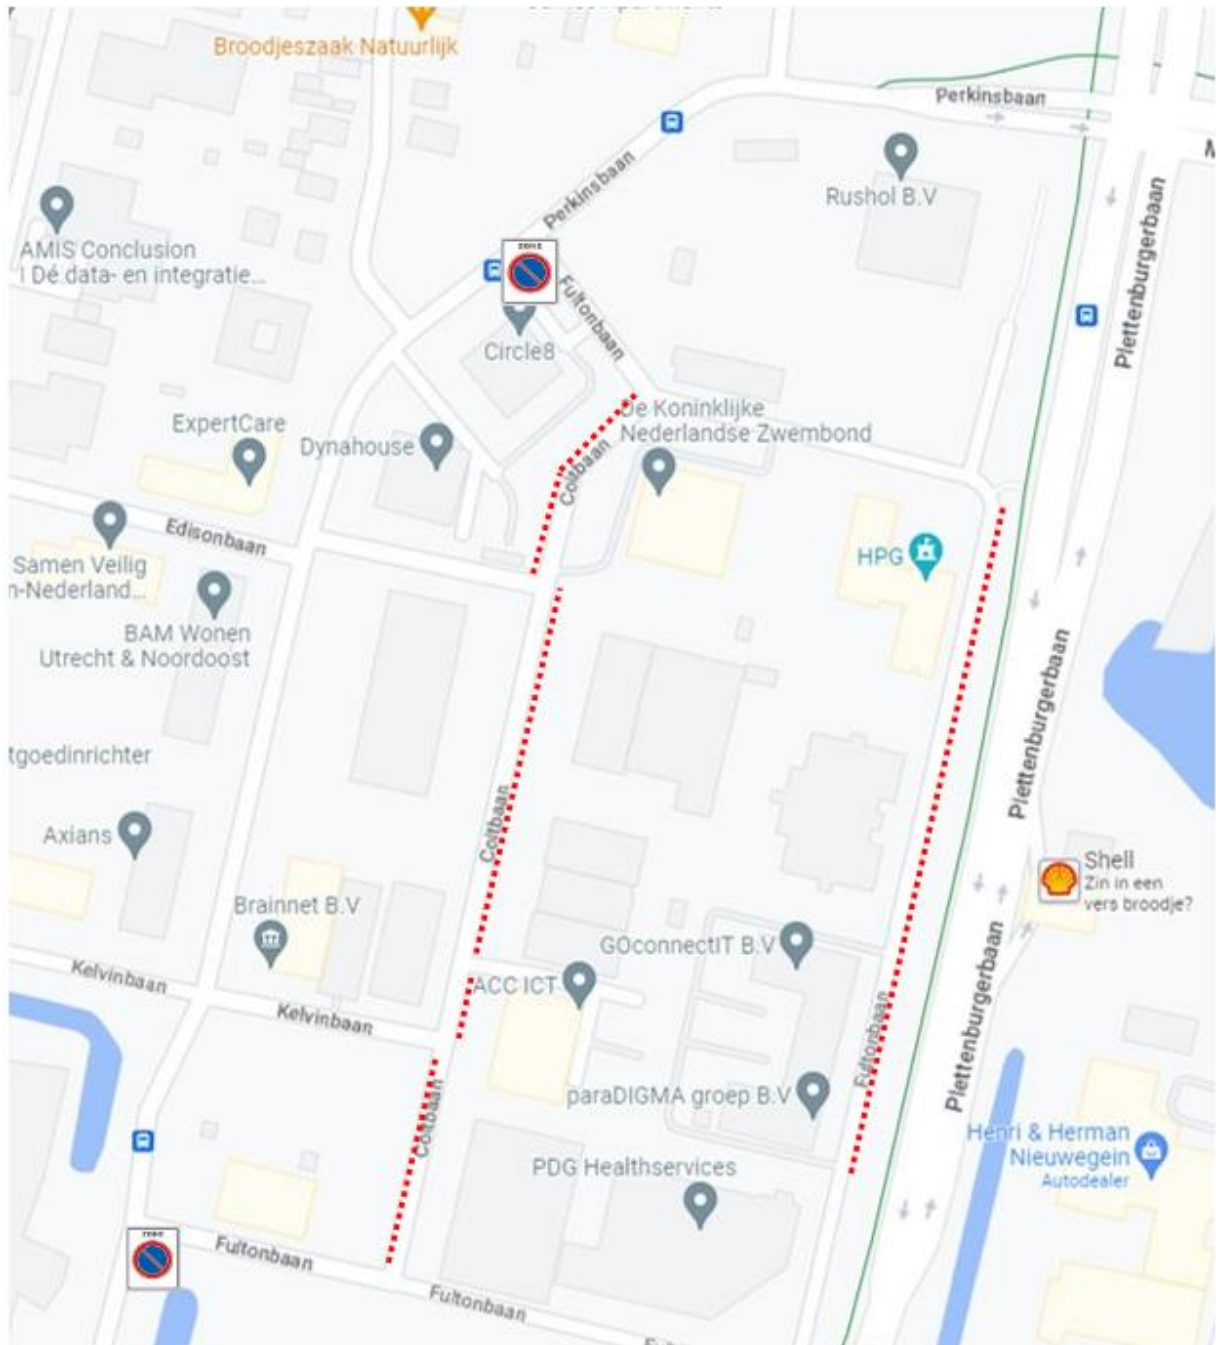 Broodjeszaak Natuurlijk
Perkinsbaan
Rushol B.V
Perkinsbaan
Plettenburgerbaan
AMIS Conclusion
| Dé data- en integratie...
ZONE
Fultonbaan
Circle8
De Koninklijke
Nederlandse Zwembond
ExpertCare
Dynahouse
Coltbaan
Edisonbaan
Samen Veilig
n-Nederland...
HPG
BAM Wonen
Utrecht & Noordoost
Plettenburgerbaan
tgoedinrichter
Axians
Coltbaan
Shell
Zin in een
vers broodje?
Brainnet B.V
GOconnectIT B.V
Kelvinbaan
ACC ICT
Kelvinbaan
Fultonbaan
Plettenburgerbaan
paraDIGMA groep B.V
Coltbaan
Henri & Herman
Nieuwegein
Autodealer
PDG Healthservices
ZONE
Fultonbaan
Fultonbaan